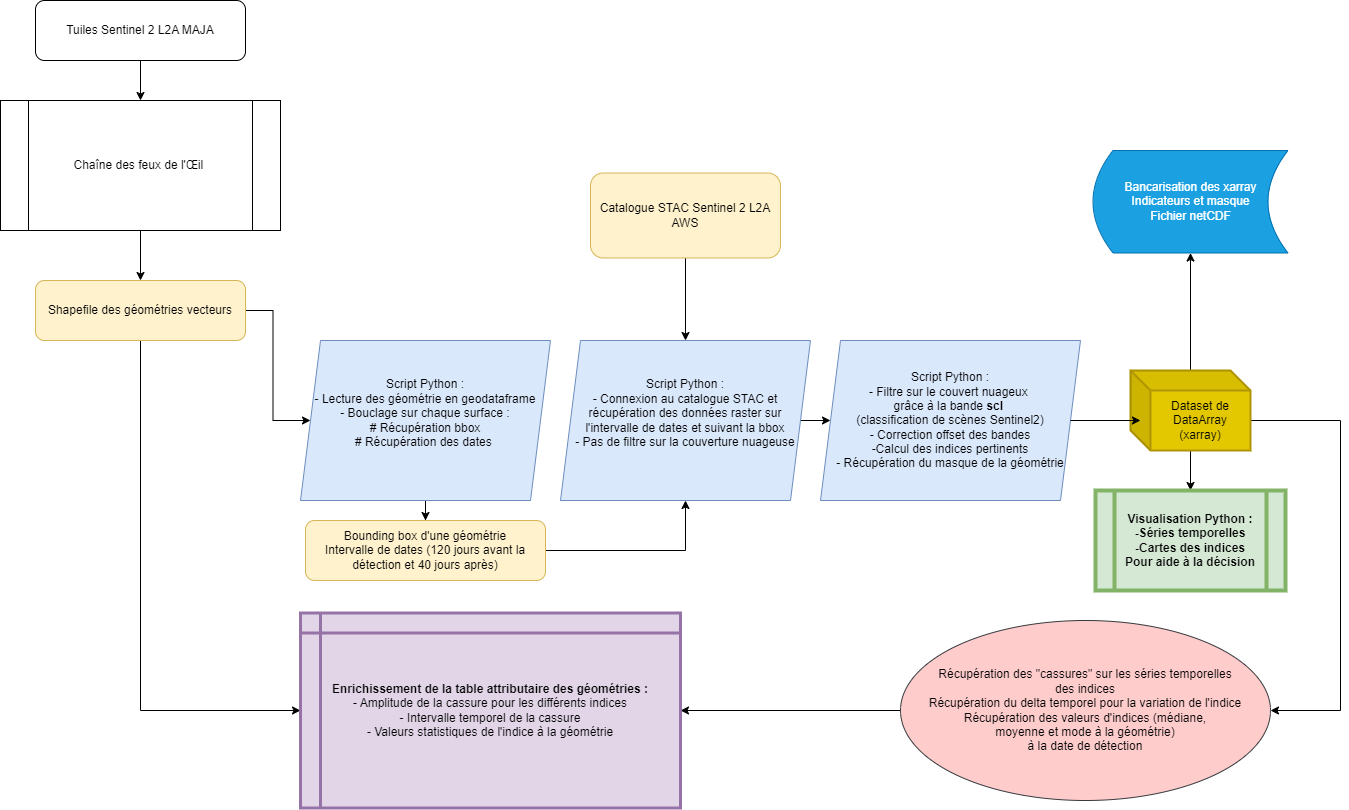 Tuiles Sentinel 2 L2A MAJA
Chaîne des feux de l'Œil
Shapefile des géométries vecteurs
Catalogue STAC Sentinel 2 L2A
AWS
Bancarisation des xarray
Indicateurs et masque
Fichier netCDF
Script Python :
- Lecture des géométrie en geodataframe
- Bouclage sur chaque surface :
# Récupération bbox
# Récupération des dates
Script Python :
- Connexion au catalogue STAC et
récupération des données raster sur
l'intervalle de dates et suivant la bbox
- Pas de filtre sur la couverture nuageuse
Script Python :
- Filtre sur le couvert nuageux
grâce à la bande scl
(classification de scènes Sentinel2)
- Correction offset des bandes
-Calcul des indices pertinents
- Récupération du masque de la géométrie
Dataset de
DataArray
(xarray)
Bounding box d'une géométrie
Intervalle de dates (120 jours avant la
détection et 40 jours après)
Visualisation Python :
-Séries temporelles
-Cartes des indices
Pour aide à la décision
Enrichissement de la table attributaire des géométries :
- Amplitude de la cassure pour les différents indices
- Intervalle temporel de la cassure
- Valeurs statistiques de l'indice à la géométrie
Récupération des "cassures" sur les séries temporelles
des indices
Récupération du delta temporel pour la variation de l'indice
Récupération des valeurs d'indices (médiane,
moyenne et mode à la géométrie)
à la date de détection